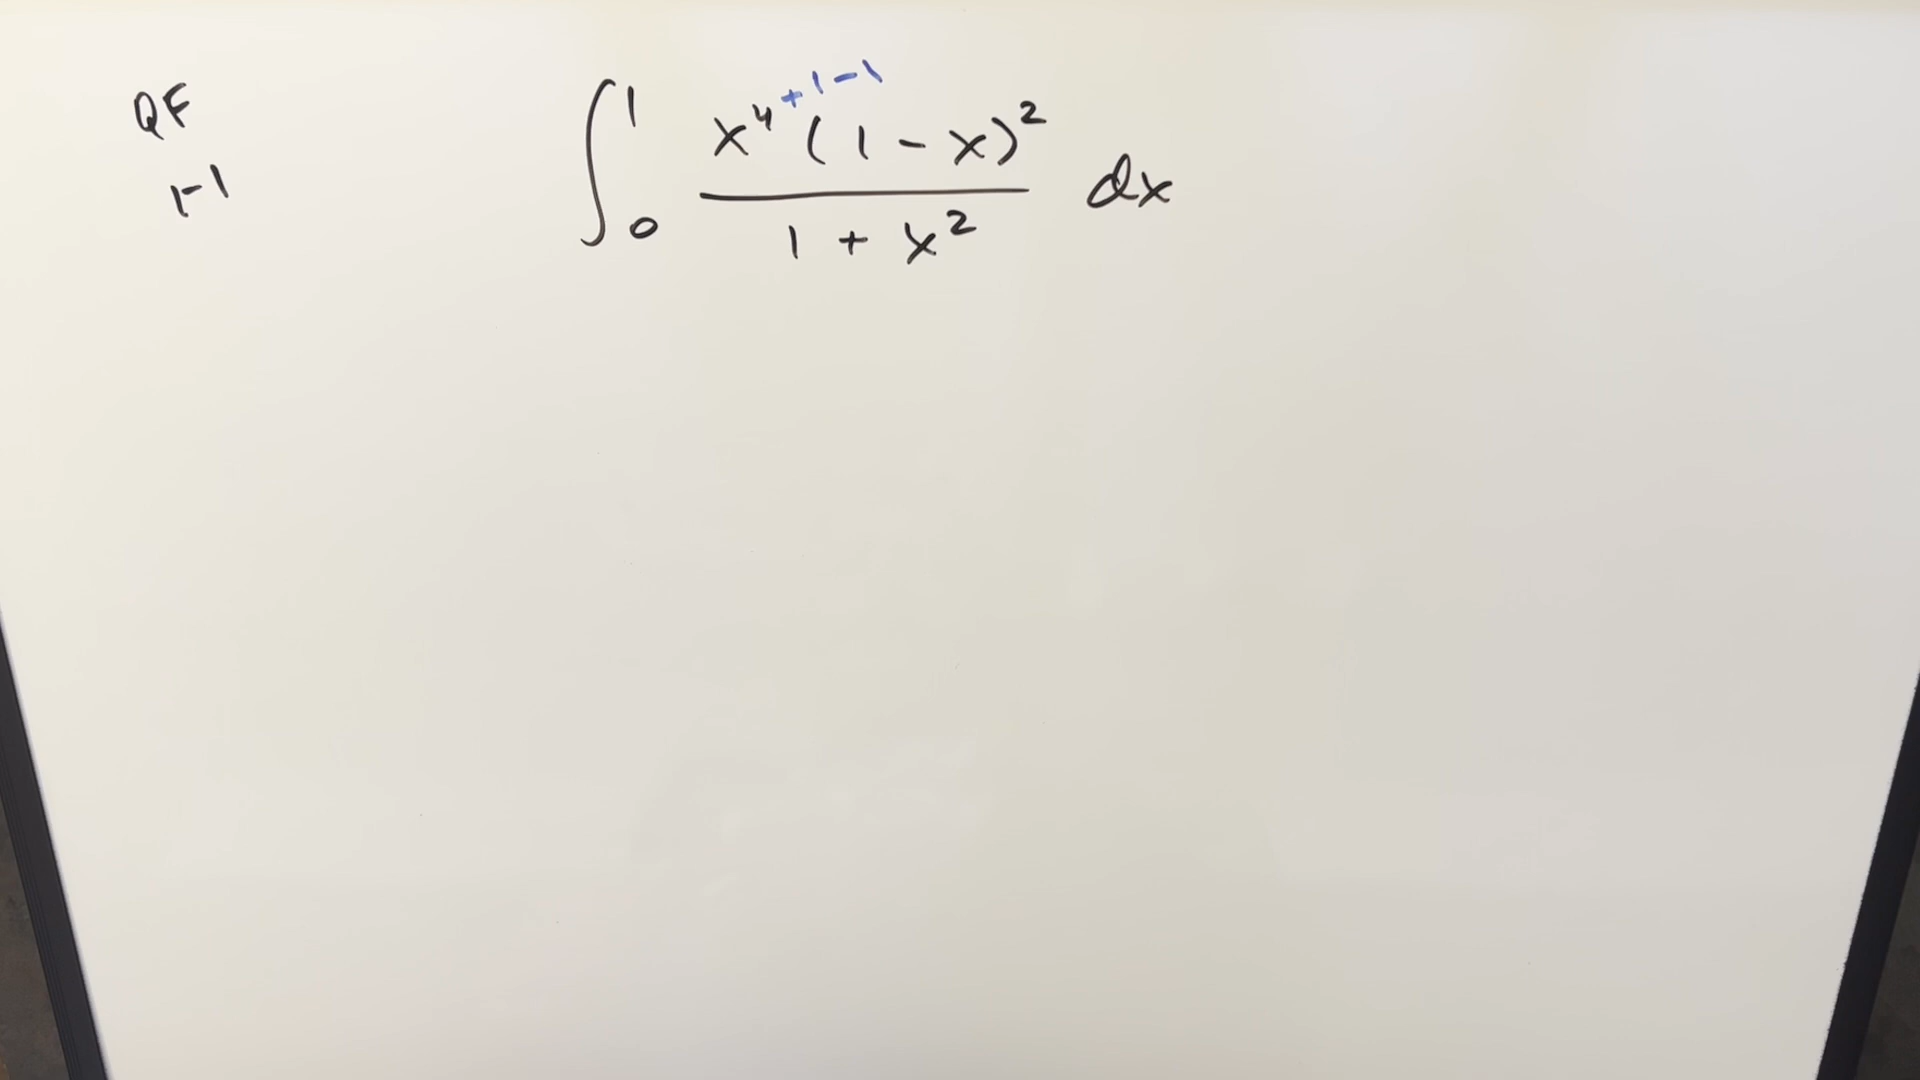 QF
1-1
∫₀¹ x⁴⁺¹⁻¹(1 - x)² / 1 + x² dx